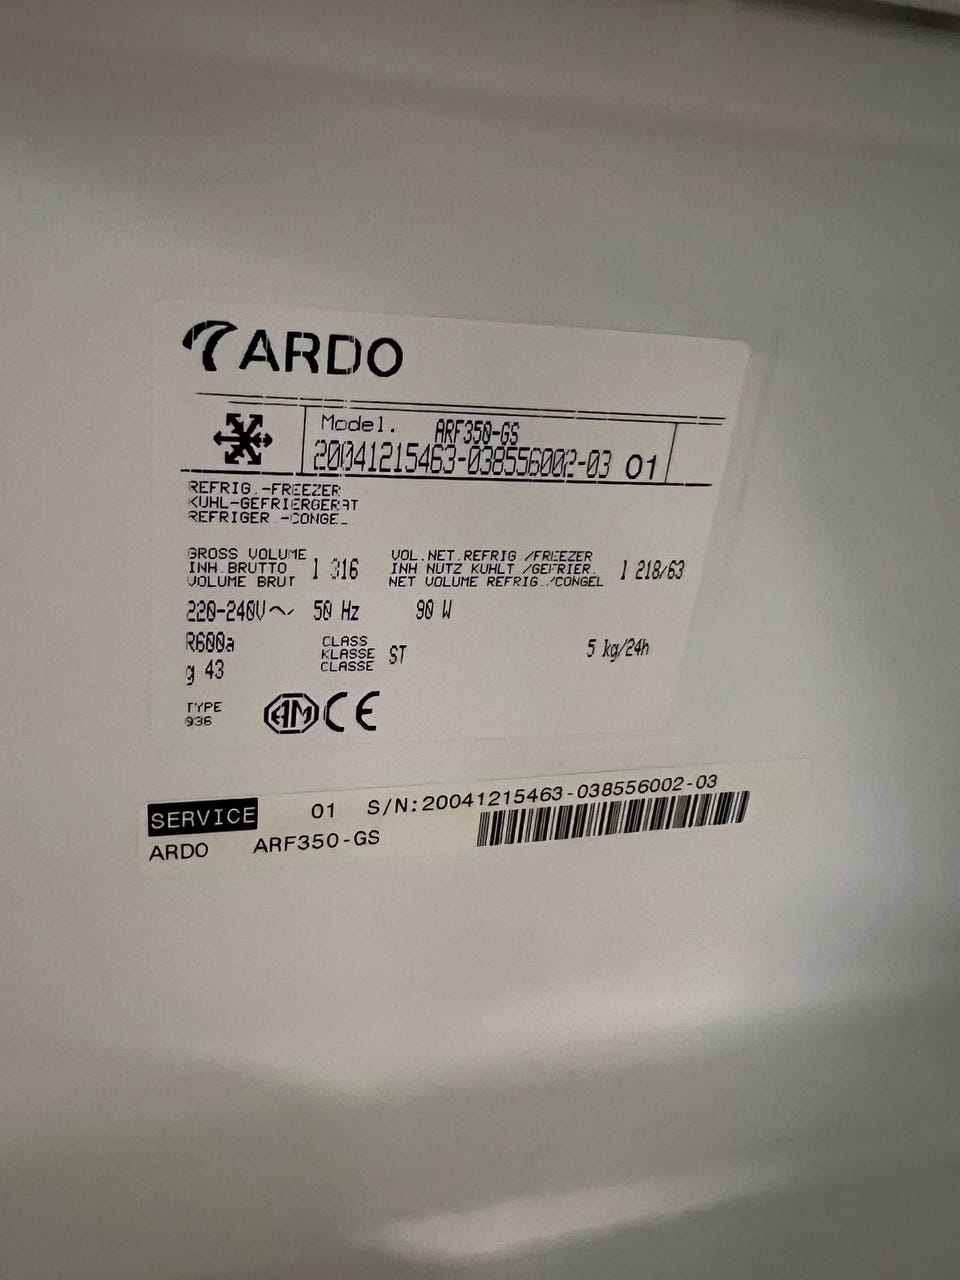 ARDO
Model. ARF350-GS
20041215463-038556002-03 01
REFRIG.-FREEZER
KUHL-GEFRIERGERAT
REFRIGER.-CONGEL
GROSS VOLUME
INH.BRUTTO
VOLUME BRUT
l 316
VOL.NET.REFRIG./FREEZER
INH NUTZ KUHLT./GEFRIER.
NET VOLUME REFRIG./CONGEL
l 218/63
220-240V~ 50 Hz 90 W
R600a
g 43
CLASS
KLASSE
CLASSE
ST
5 kg/24h
TYPE
936
AM CE
SERVICE 01 S/N:20041215463-038556002-03
ARDO ARF350-GS